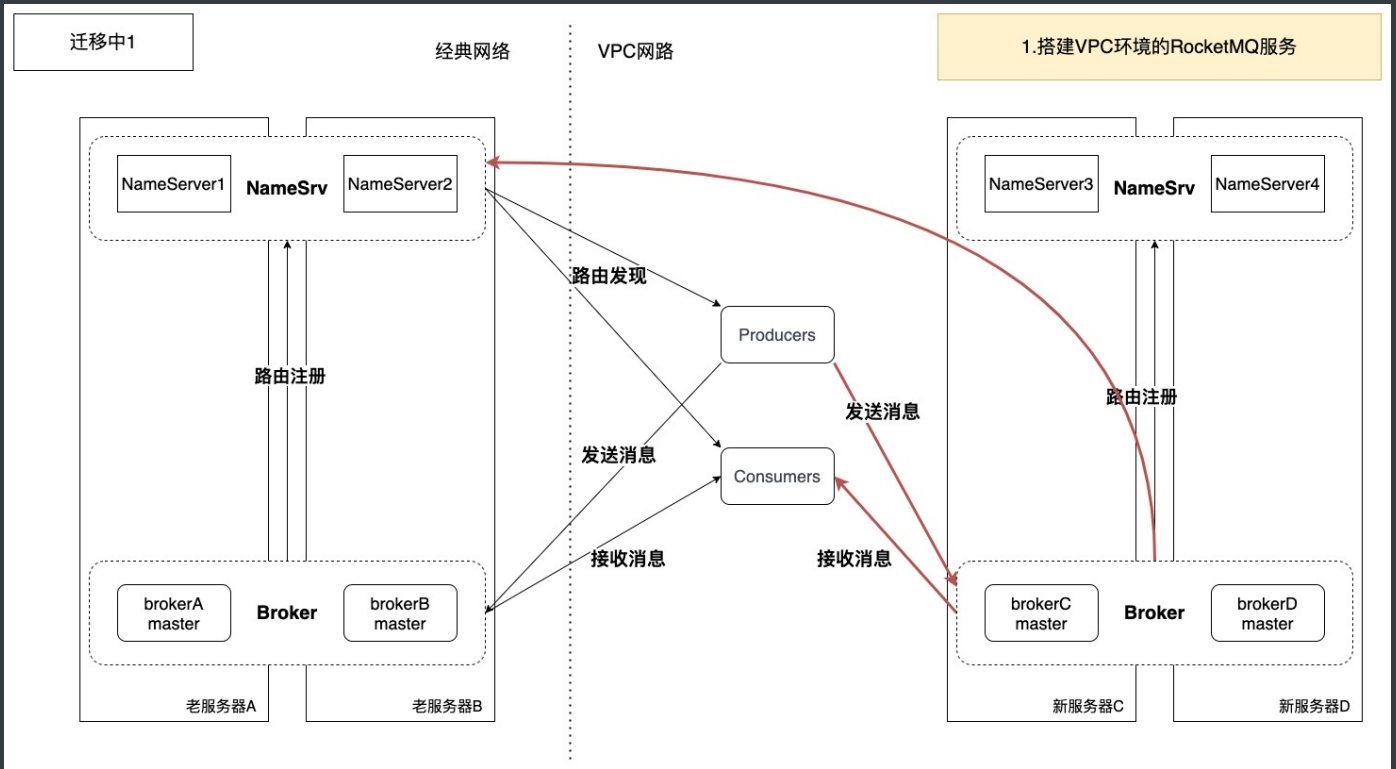 迁移中1
经典网络
VPC网路
1.搭建VPC环境的RocketMQ服务
NameServer1
NameSrv
NameServer2
NameServer3
NameSrv
NameServer4
路由发现
Producers
路由注册
路由注册
发送消息
发送消息
Consumers
接收消息
接收消息
brokerA
master
Broker
brokerB
master
brokerC
master
Broker
brokerD
master
老服务器A
老服务器B
新服务器C
新服务器D